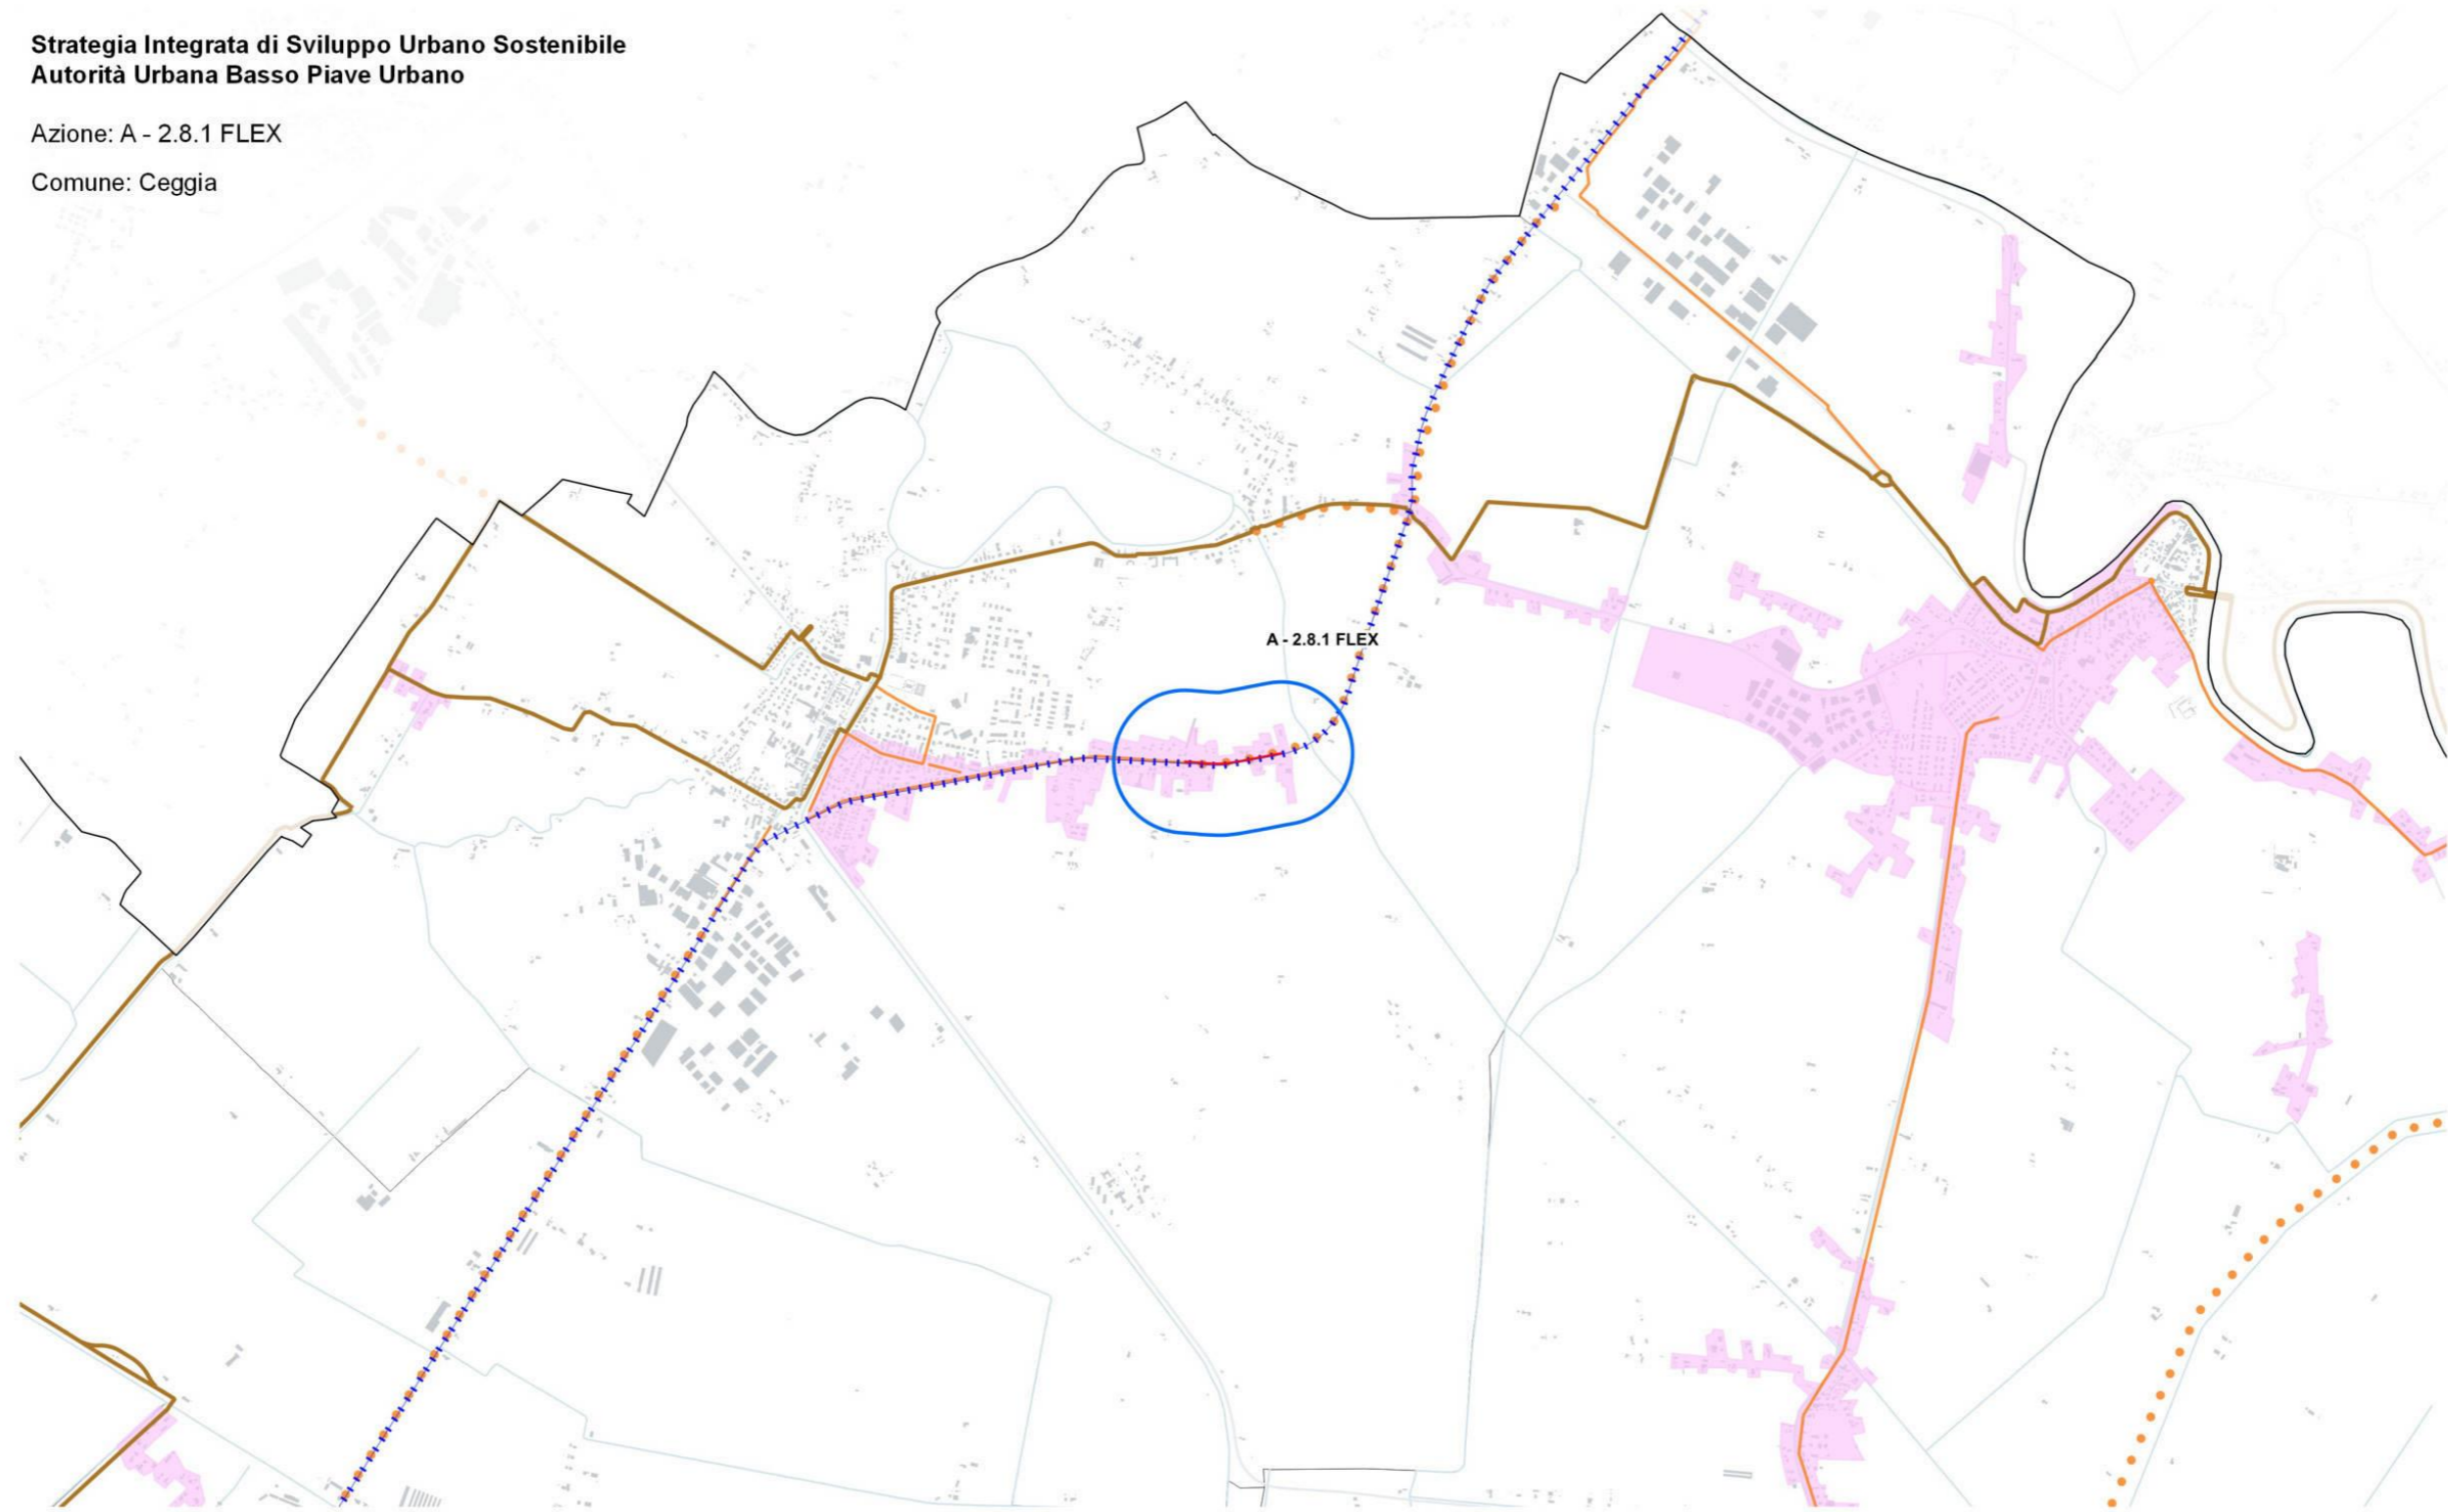 Strategia Integrata di Sviluppo Urbano Sostenibile
Autorità Urbana Basso Piave Urbano
Azione: A - 2.8.1 FLEX
Comune: Ceggia
A - 2.8.1 FLEX